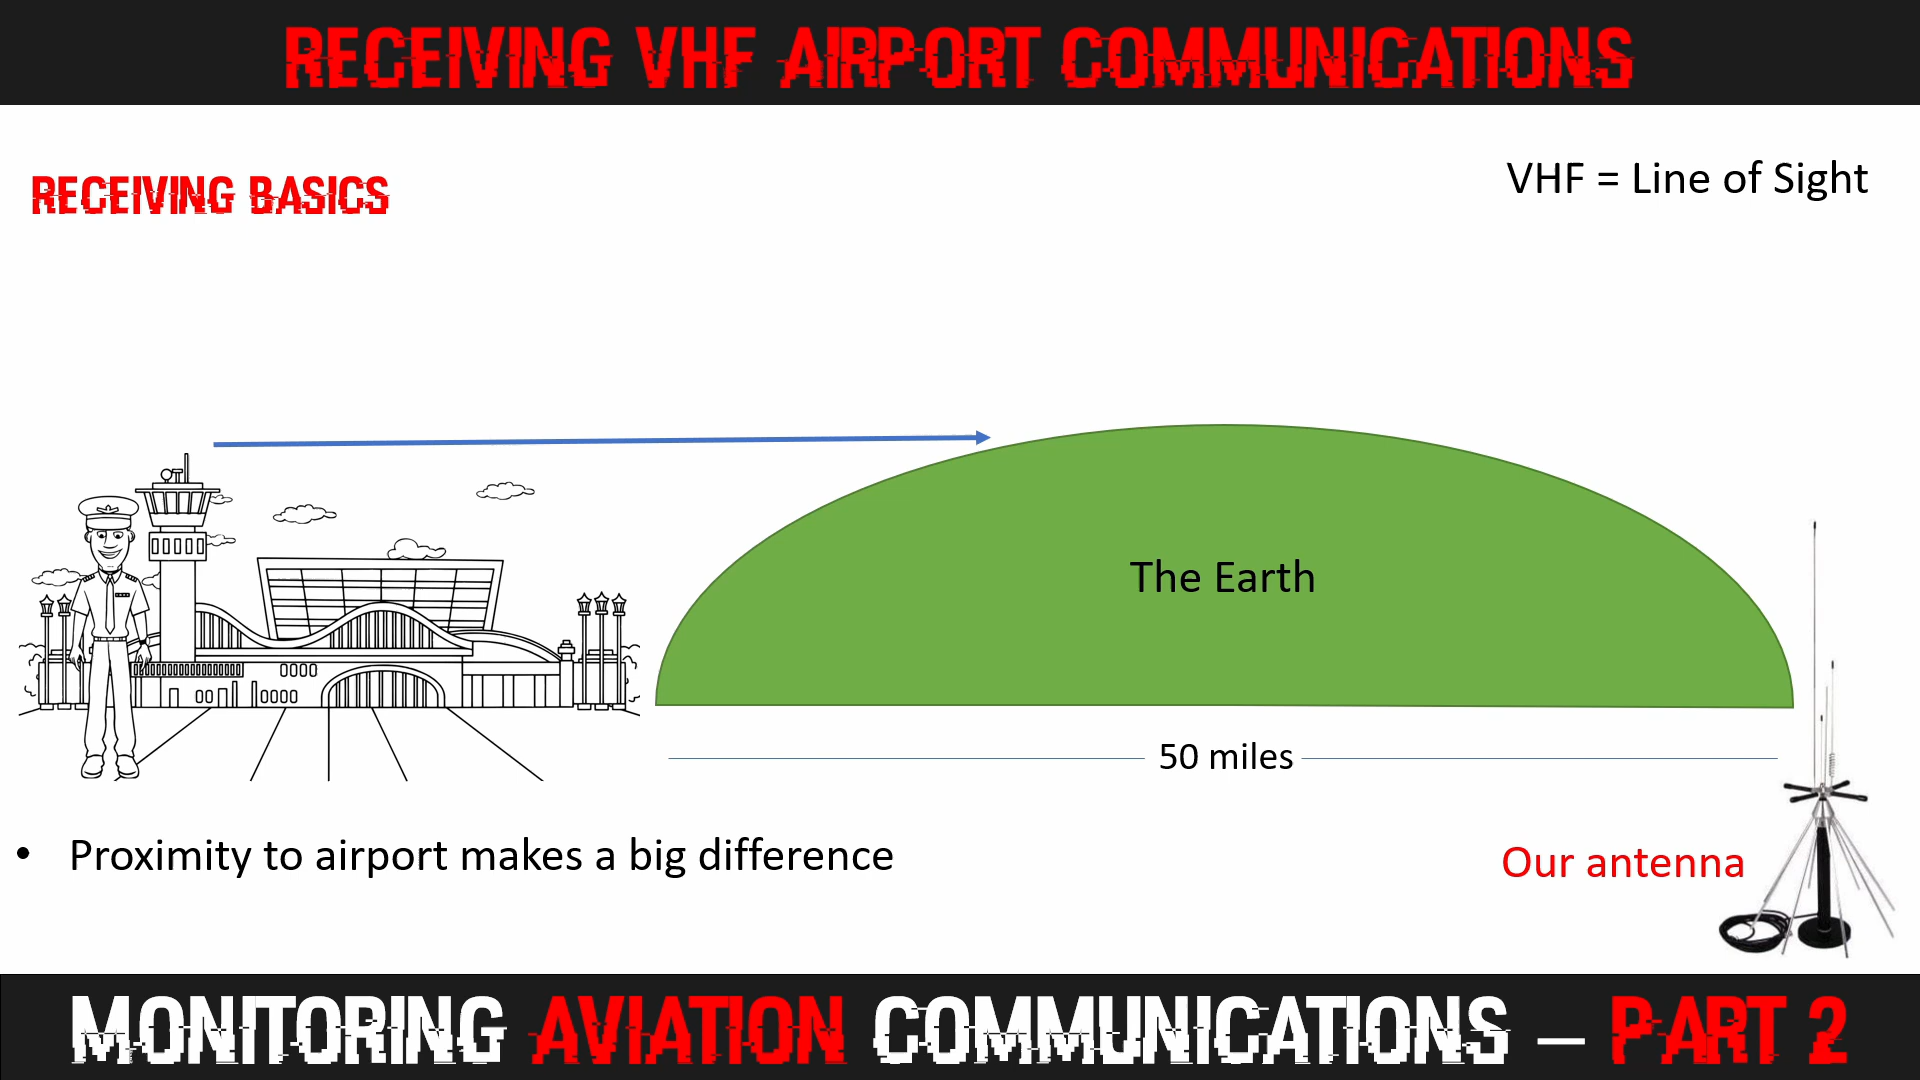 RECEIVING VHF AIRPORT COMMUNICATIONS
RECEIVING BASICS
VHF = Line of Sight
The Earth
50 miles
• Proximity to airport makes a big difference
Our antenna
MONITORING AVIATION COMMUNICATIONS – PART 2